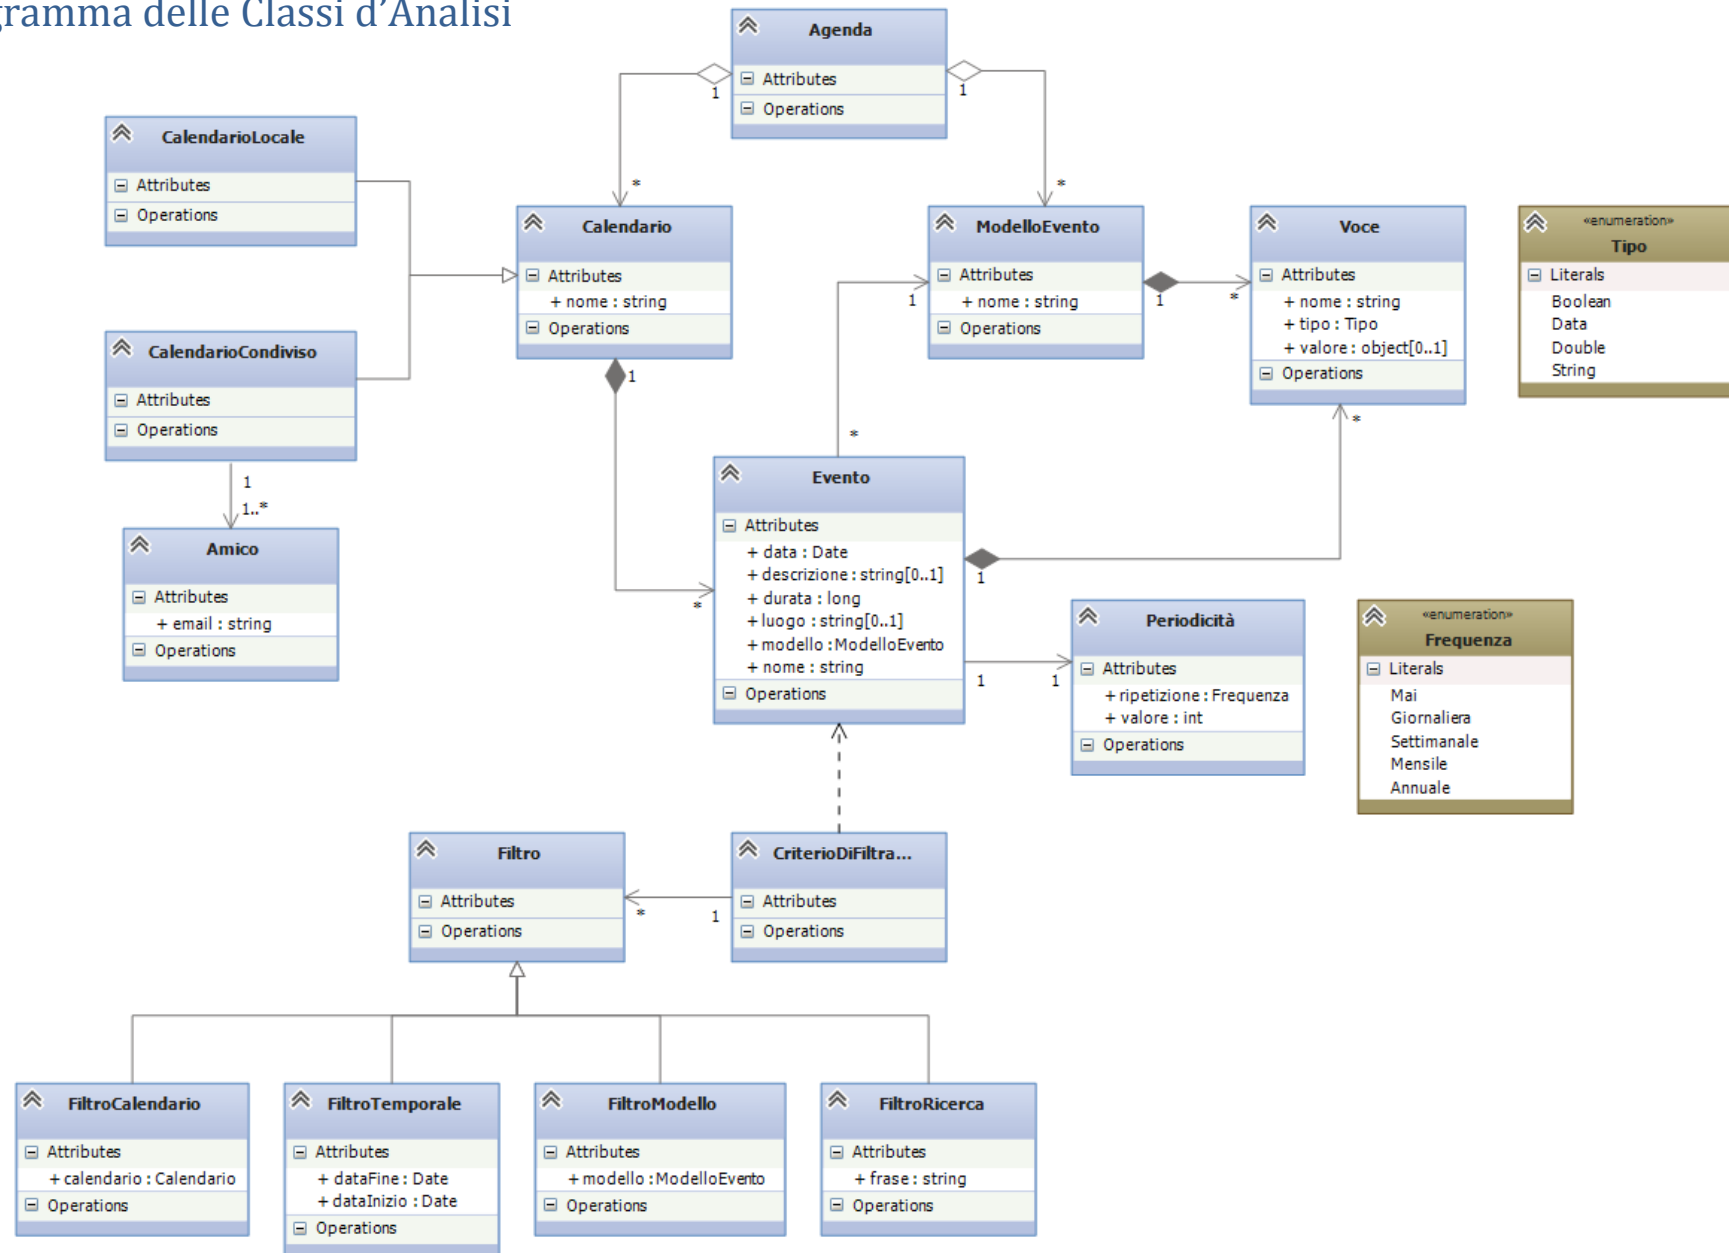 gramma delle Classi d’Analisi
Agenda
Attributes
Operations
1
1
*
*
CalendarioLocale
Attributes
Operations
Calendario
Attributes
+ nome : string
Operations
ModelloEvento
Attributes
+ nome : string
Operations
1
1
*
Voce
Attributes
+ nome : string
+ tipo : Tipo
+ valore : object[0..1]
Operations
«enumeration»
Tipo
Literals
Boolean
Data
Double
String
CalendarioCondiviso
Attributes
Operations
1
1..*
1
*
*
*
Amico
Attributes
+ email : string
Operations
Evento
Attributes
+ data : Date
+ descrizione : string[0..1]
+ durata : long
+ luogo : string[0..1]
+ modello : ModelloEvento
+ nome : string
Operations
1
1
1
Periodicità
Attributes
+ ripetizione : Frequenza
+ valore : int
Operations
«enumeration»
Frequenza
Literals
Mai
Giornaliera
Settimanale
Mensile
Annuale
Filtro
Attributes
Operations
*
1
CriterioDiFiltra...
Attributes
Operations
FiltroCalendario
Attributes
+ calendario : Calendario
Operations
FiltroTemporale
Attributes
+ dataFine : Date
+ dataInizio : Date
Operations
FiltroModello
Attributes
+ modello : ModelloEvento
Operations
FiltroRicerca
Attributes
+ frase : string
Operations